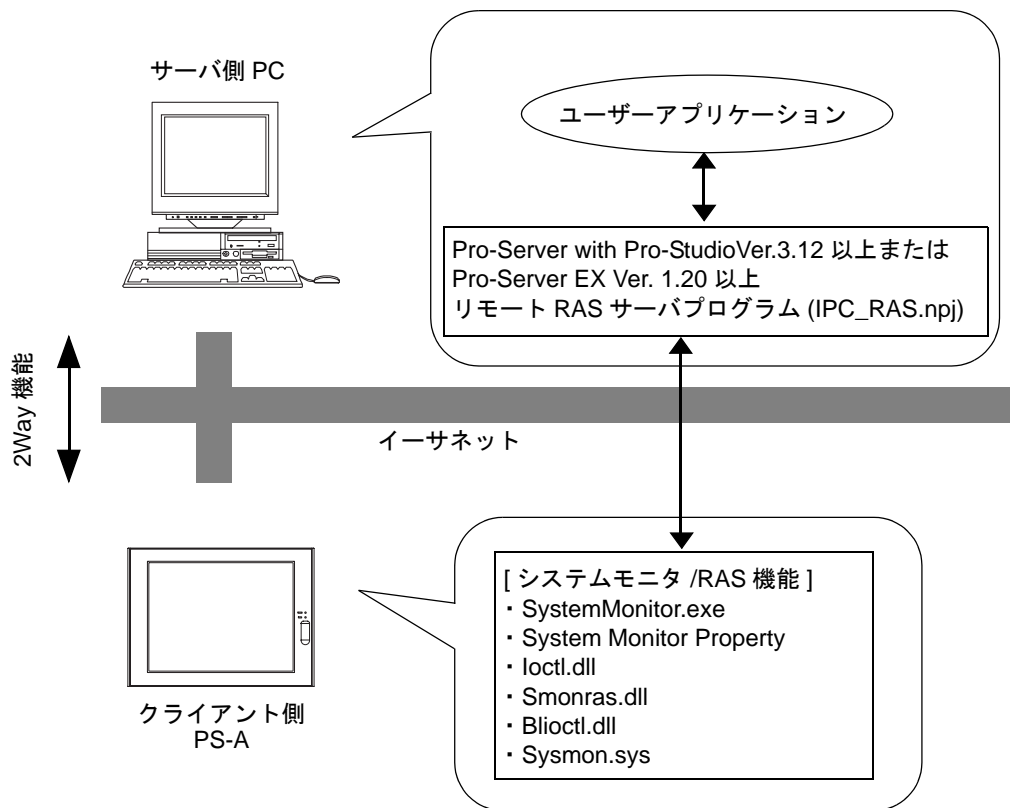 サーバ側 PC
ユーザーアプリケーション
Pro-Server with Pro-StudioVer.3.12 以上または
Pro-Server EX Ver. 1.20 以上
リモート RAS サーバプログラム (IPC_RAS.npj)
2Way 機能
イーサネット
[ システムモニタ /RAS 機能 ]
・SystemMonitor.exe
・System Monitor Property
・Ioctl.dll
・Smonras.dll
・Blioctl.dll
・Sysmon.sys
クライアント側
PS-A